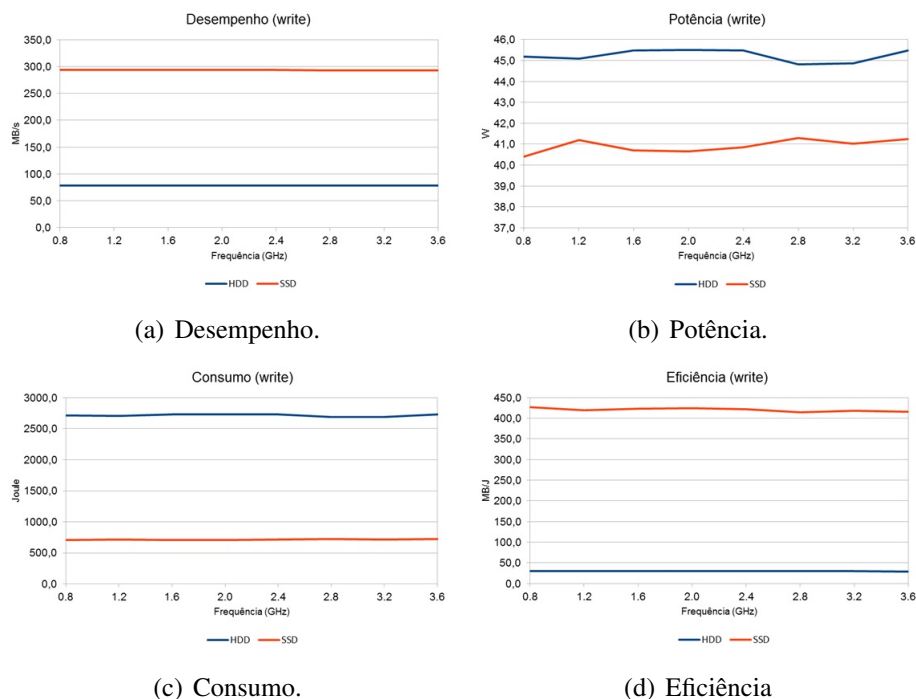 Desempenho (write)
350,0
300,0
250,0
200,0
150,0
100,0
50,0
0,0
MB/s
0.8 1.2 1.6 2.0 2.4 2.8 3.2 3.6
Frequência (GHz)
HDD SSD
(a) Desempenho.
Potência (write)
46,0
45,0
44,0
43,0
42,0
41,0
40,0
39,0
38,0
37,0
W
0.8 1.2 1.6 2.0 2.4 2.8 3.2 3.6
Frequência (GHz)
HDD SSD
(b) Potência.
Consumo (write)
3000,0
2500,0
2000,0
1500,0
1000,0
500,0
0,0
Joule
0.8 1.2 1.6 2.0 2.4 2.8 3.2 3.6
Frequência (GHz)
HDD SSD
(c) Consumo.
Eficiência (write)
450,0
400,0
350,0
300,0
250,0
200,0
150,0
100,0
50,0
0,0
MB/J
0.8 1.2 1.6 2.0 2.4 2.8 3.2 3.6
Frequência (GHz)
HDD SSD
(d) Eficiência